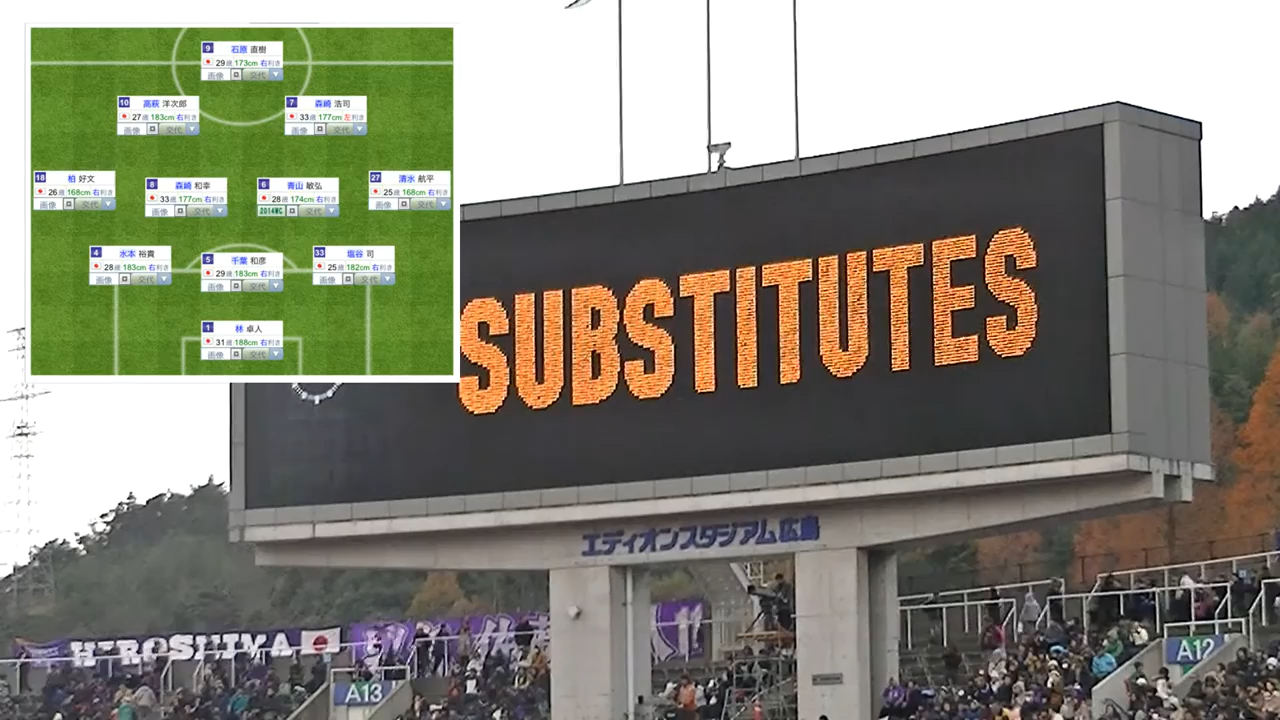 9 石原 直樹
29歳 173cm 右利き
画像 交代
10 高萩 洋次郎
27歳 183cm 右利き
画像 交代
7 森崎 浩司
33歳 177cm 左利き
画像 交代
18 柏 好文
26歳 168cm 右利き
画像 交代
8 森崎 和幸
33歳 177cm 右利き
画像 交代
6 青山 敏弘
28歳 174cm 右利き
2014WC 交代
27 清水 航平
25歳 168cm 右利き
画像 交代
4 水本 裕貴
28歳 183cm 右利き
画像 交代
5 千葉 和彦
29歳 183cm 右利き
画像 交代
33 塩谷 司
25歳 182cm 右利き
画像 交代
1 林 卓人
31歳 188cm 右利き
画像 交代
SUBSTITUTES
エディオンスタジアム広島
HIROSHIMA
A13
A12